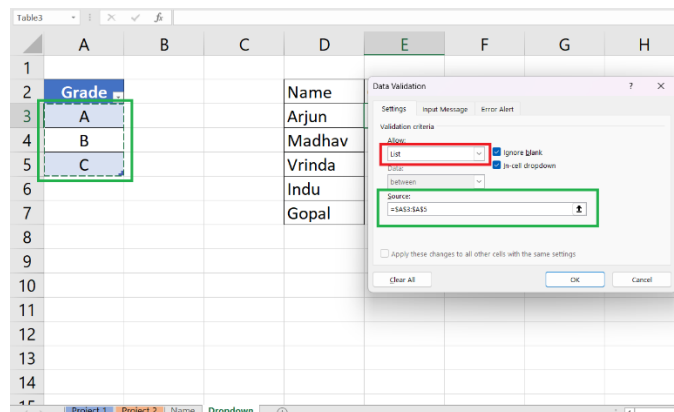 Table3 fx
A B C D E F G H
1
2 Grade Name
3 A Arjun
4 B Madhav
5 C Vrinda
6 Indu
7 Gopal
8
9
10
11
12
13
14
15
Data Validation ? X
Settings Input Message Error Alert
Validation criteria
Allow:
List Ignore blank
In-cell dropdown
Data:
between
Source:
=$A$3:$A$5
Apply these changes to all other cells with the same settings
Clear All OK Cancel
Project 1 Project 2 Name Dropdown